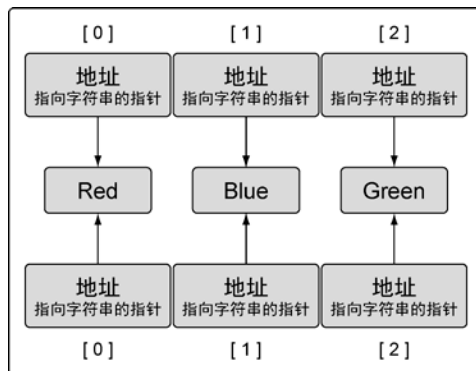 [ 0 ] [ 1 ] [ 2 ]
地址 地址 地址
指向字符串的指针 指向字符串的指针 指向字符串的指针
Red Blue Green
地址 地址 地址
指向字符串的指针 指向字符串的指针 指向字符串的指针
[ 0 ] [ 1 ] [ 2 ]